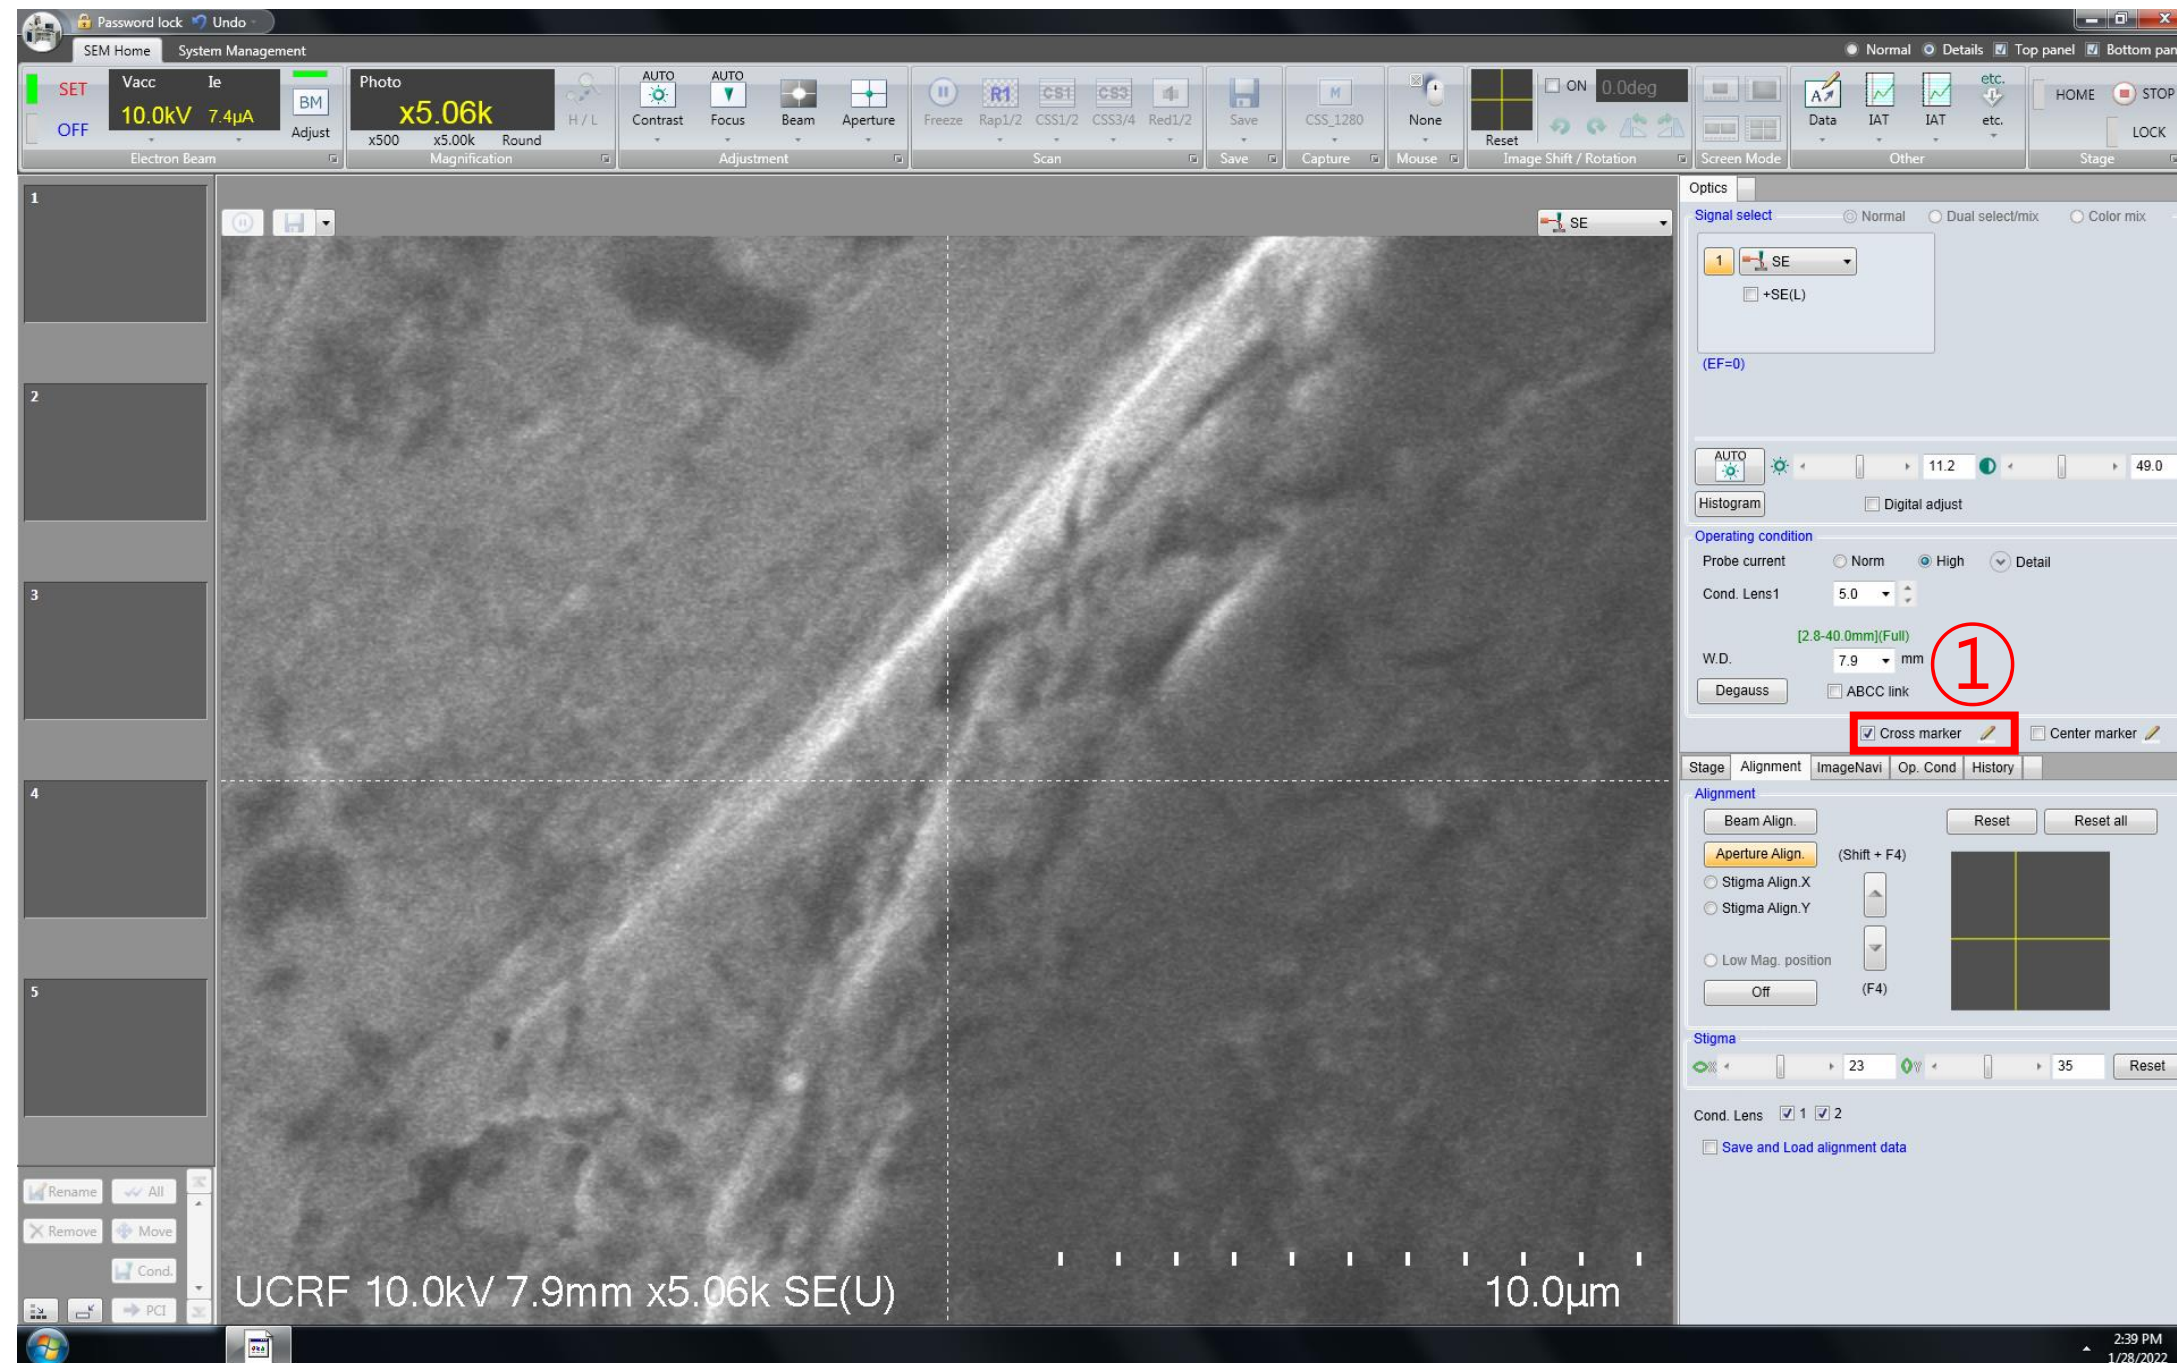 Password lock Undo
SEM Home System Management Normal Details Top panel Bottom pan
SET OFF Vacc Ie 10.0kV 7.4µA BM Adjust
Electron Beam
Photo x5.06k H / L
x500 x5.00k Round
Magnification
AUTO Contrast AUTO Focus Beam Aperture
Adjustment
Freeze R1 Rap1/2 CSS1 CSS1/2 CSS3 CSS3/4 Red1/2
Scan
Save
Save
M CSS_1280
Capture
None
Mouse
Reset ON 0.0deg
Image Shift / Rotation
Screen Mode
Data IAT IAT etc. etc.
Other
HOME STOP
LOCK
Stage
1
2
3
4
5
Rename All
Remove Move
Cond.
PCI
SE
UCRF 10.0kV 7.9mm x5.06k SE(U)
10.0µm
Optics
Signal select Normal Dual select/mix Color mix
1 SE
+SE(L)
(EF=0)
AUTO 11.2 49.0
Histogram Digital adjust
Operating condition
Probe current Norm High Detail
Cond. Lens1 5.0
[2.8-40.0mm](Full)
W.D. 7.9 mm
①
Degauss ABCC link
Cross marker Center marker
Stage Alignment ImageNavi Op. Cond History
Alignment
Beam Align. Reset Reset all
Aperture Align. (Shift + F4)
Stigma Align.X
Stigma Align.Y
Low Mag. position
Off (F4)
Stigma
X 23 Y 35 Reset
Cond. Lens 1 2
Save and Load alignment data
2:39 PM
1/28/2022